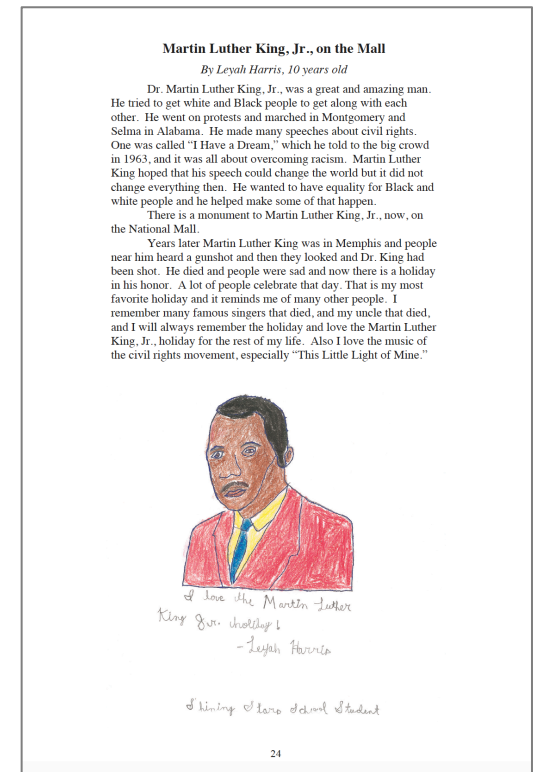 Martin Luther King, Jr., on the Mall
By Leyah Harris, 10 years old
Dr. Martin Luther King, Jr., was a great and amazing man.
He tried to get white and Black people to get along with each
other. He went on protests and marched in Montgomery and
Selma in Alabama. He made many speeches about civil rights.
One was called “I Have a Dream,” which he told to the big crowd
in 1963, and it was all about overcoming racism. Martin Luther
King hoped that his speech could change the world but it did not
change everything then. He wanted to have equality for Black and
white people and he helped make some of that happen.
There is a monument to Martin Luther King, Jr., now, on
the National Mall.
Years later Martin Luther King was in Memphis and people
near him heard a gunshot and then they looked and Dr. King had
been shot. He died and people were sad and now there is a holiday
in his honor. A lot of people celebrate that day. That is my most
favorite holiday and it reminds me of many other people. I
remember many famous singers that died, and my uncle that died,
and I will always remember the holiday and love the Martin Luther
King, Jr., holiday for the rest of my life. Also I love the music of
the civil rights movement, especially “This Little Light of Mine.”
I love the Martin Luther
King Jr. holiday!
-Leyah Harris
Shining Stars School Student
24